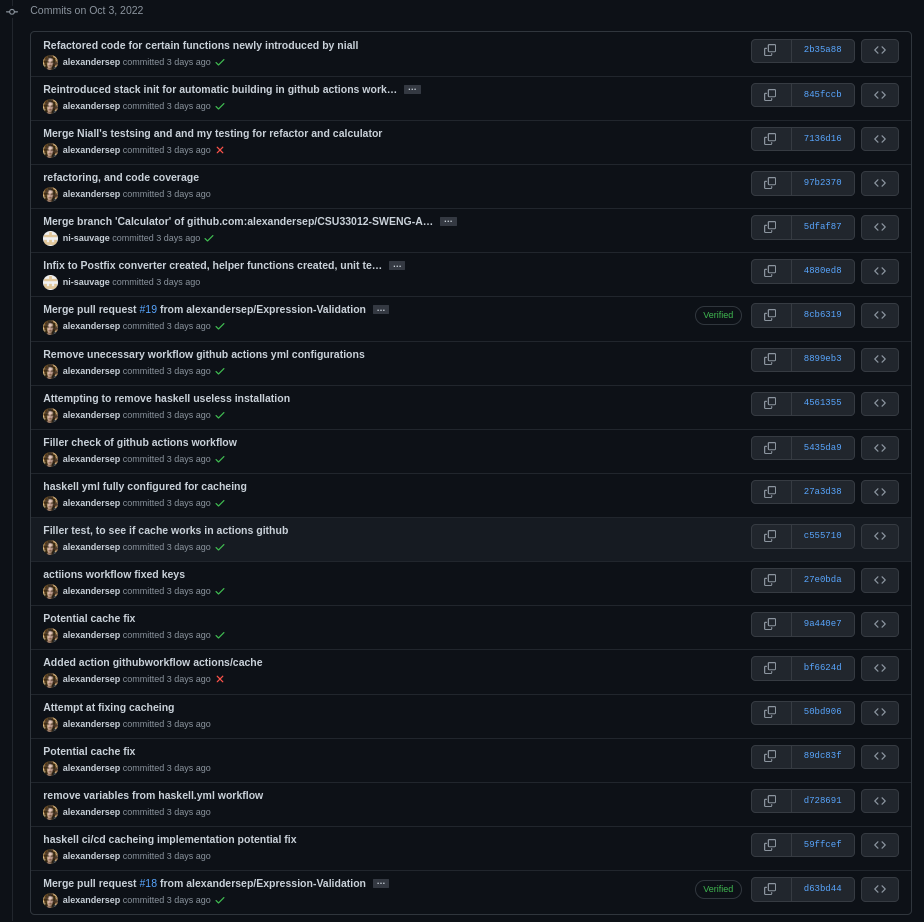 Commits on Oct 3, 2022
Refactored code for certain functions newly introduced by niall
alexandersep committed 3 days ago
2b35a88
Reintroduced stack init for automatic building in github actions work… …
alexandersep committed 3 days ago
845fccb
Merge Niall's testsing and and my testing for refactor and calculator
alexandersep committed 3 days ago
7136d16
refactoring, and code coverage
alexandersep committed 3 days ago
97b2370
Merge branch 'Calculator' of github.com:alexandersep/CSU33012-SWENG-A… …
ni-sauvage committed 3 days ago
5dfaf87
Infix to Postfix converter created, helper functions created, unit te… …
ni-sauvage committed 3 days ago
4880ed8
Merge pull request #19 from alexandersep/Expression-Validation …
alexandersep committed 3 days ago
Verified
8cb6319
Remove unecessary workflow github actions yml configurations
alexandersep committed 3 days ago
8899eb3
Attempting to remove haskell useless installation
alexandersep committed 3 days ago
4561355
Filler check of github actions workflow
alexandersep committed 3 days ago
5435da9
haskell yml fully configured for cacheing
alexandersep committed 3 days ago
27a3d38
Filler test, to see if cache works in actions github
alexandersep committed 3 days ago
c555710
actiions workflow fixed keys
alexandersep committed 3 days ago
27e0bda
Potential cache fix
alexandersep committed 3 days ago
9a440e7
Added action githubworkflow actions/cache
alexandersep committed 3 days ago
bf6624d
Attempt at fixing cacheing
alexandersep committed 3 days ago
50bd906
Potential cache fix
alexandersep committed 3 days ago
89dc83f
remove variables from haskell.yml workflow
alexandersep committed 3 days ago
d728691
haskell ci/cd cacheing implementation potential fix
alexandersep committed 3 days ago
59ffcef
Merge pull request #18 from alexandersep/Expression-Validation …
alexandersep committed 3 days ago
Verified
d63bd44